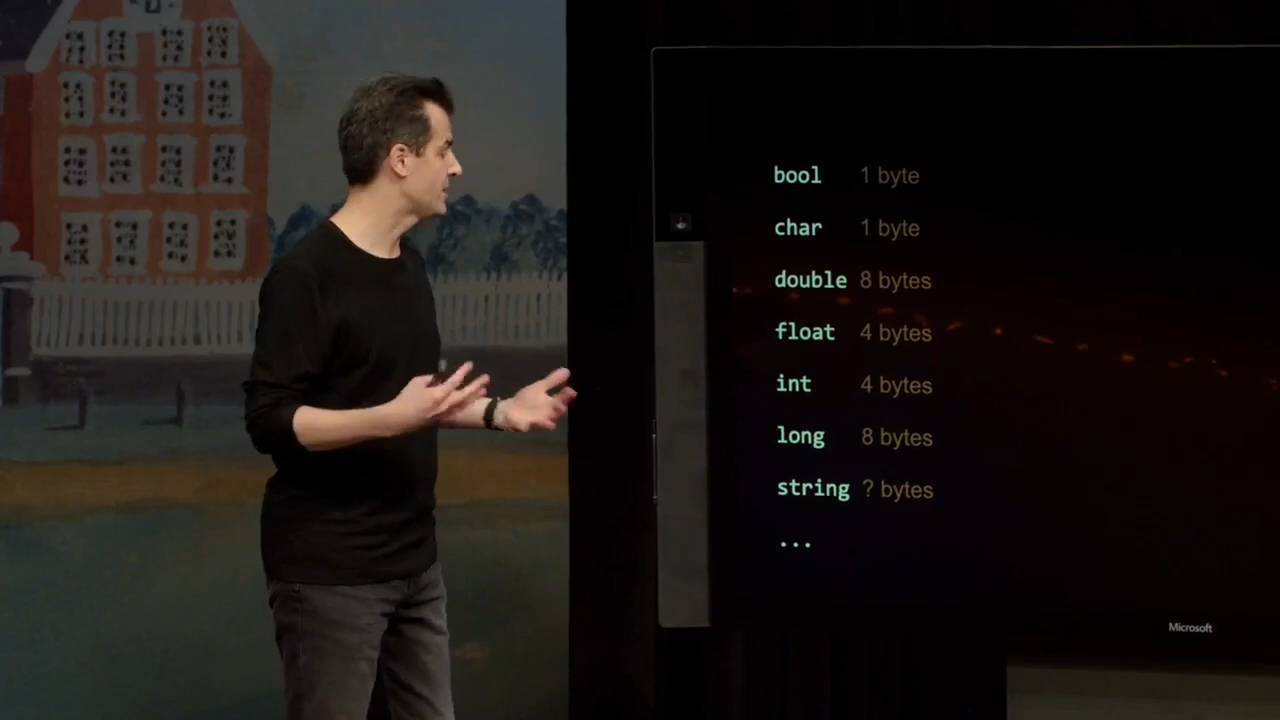 bool 1 byte
char 1 byte
double 8 bytes
float 4 bytes
int 4 bytes
long 8 bytes
string ? bytes
...
Microsoft